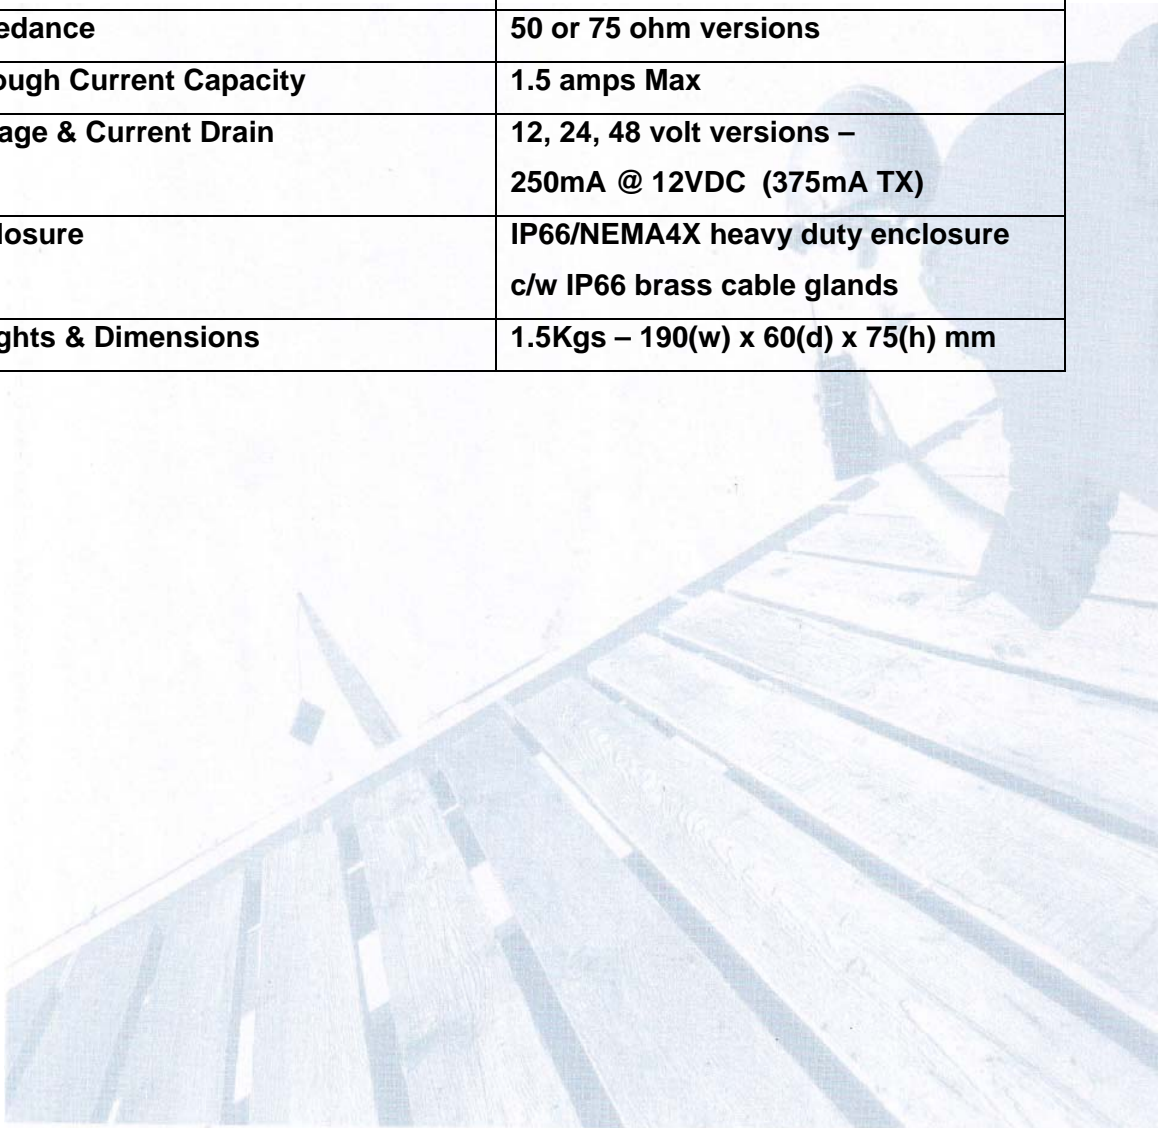 edance 50 or 75 ohm versions
ough Current Capacity 1.5 amps Max
age & Current Drain 12, 24, 48 volt versions –
250mA @ 12VDC (375mA TX)
losure IP66/NEMA4X heavy duty enclosure
c/w IP66 brass cable glands
ghts & Dimensions 1.5Kgs – 190(w) x 60(d) x 75(h) mm